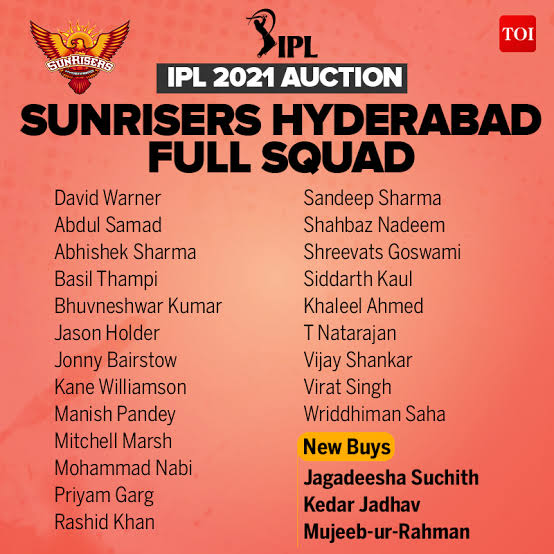 SUNRISERS
IPL
TOI
IPL 2021 AUCTION
SUNRISERS HYDERABAD
FULL SQUAD
David Warner
Abdul Samad
Abhishek Sharma
Basil Thampi
Bhuvneshwar Kumar
Jason Holder
Jonny Bairstow
Kane Williamson
Manish Pandey
Mitchell Marsh
Mohammad Nabi
Priyam Garg
Rashid Khan
Sandeep Sharma
Shahbaz Nadeem
Shreevats Goswami
Siddarth Kaul
Khaleel Ahmed
T Natarajan
Vijay Shankar
Virat Singh
Wriddhiman Saha
New Buys
Jagadeesha Suchith
Kedar Jadhav
Mujeeb-ur-Rahman